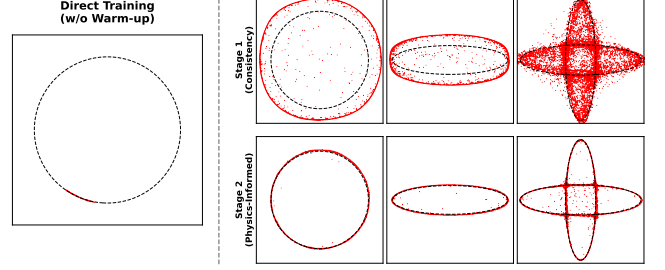 Direct Training
(w/o Warm-up)
Stage 1
(Consistency)
Stage 2
(Physics-Informed)